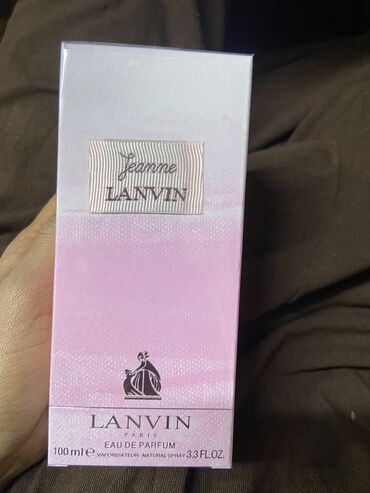 Jeanne
LANVIN
LANVIN
PARIS
EAU DE PARFUM
100 ml e VAPORISATEUR - NATURAL SPRAY 3.3 FL.OZ.